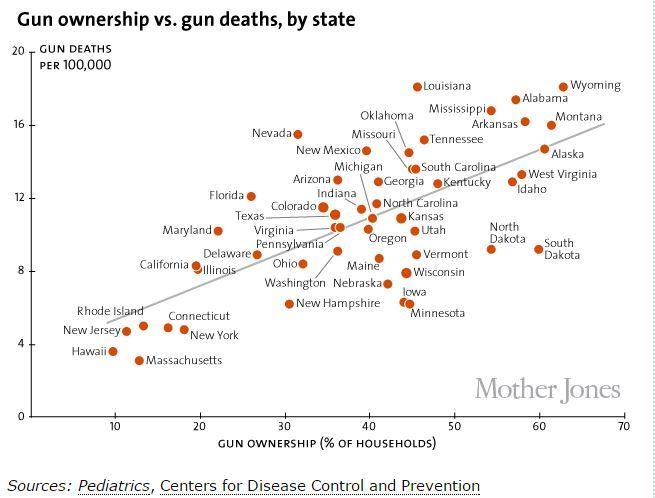 Gun ownership vs. gun deaths, by state
20
GUN DEATHS
PER 100,000
Louisiana
Wyoming
Alabama
Mississippi
Oklahoma
Arkansas
Montana
16
Missouri
Nevada
Tennessee
New Mexico
Alaska
Michigan
South Carolina
West Virginia
Arizona
Georgia
Kentucky
Idaho
Indiana
12
Florida
Colorado
North Carolina
Texas
Kansas
Maryland
Virginia
Utah
North
Dakota
Pennsylvania
Oregon
South
Dakota
Delaware
Vermont
California
Illinois
Ohio
Maine
Wisconsin
8
Washington
Nebraska
Iowa
Rhode Island
Connecticut
New Hampshire
Minnesota
New Jersey
New York
4
Hawaii
Massachusetts
Mother Jones
0
10
20
30
40
50
60
70
GUN OWNERSHIP (% OF HOUSEHOLDS)
Sources: Pediatrics, Centers for Disease Control and Prevention